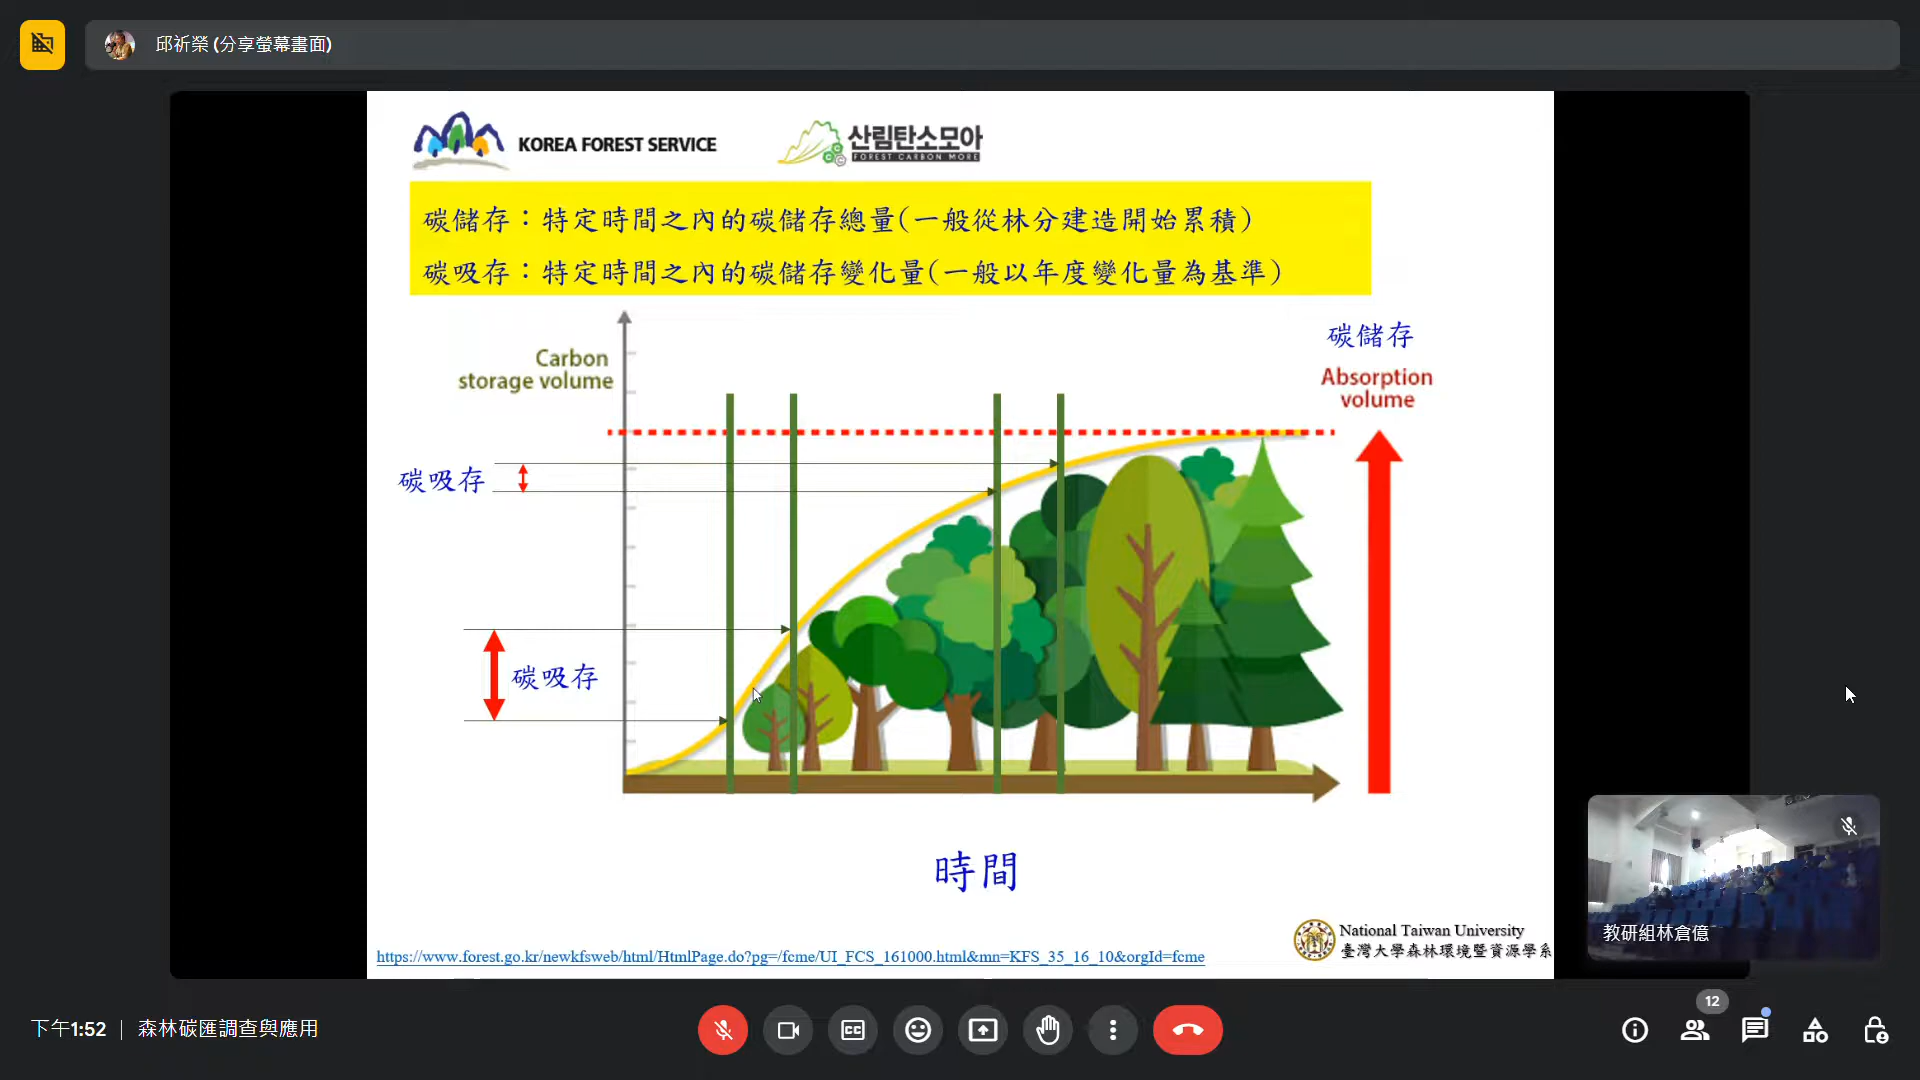 邱祈榮 (分享螢幕畫面)
KOREA FOREST SERVICE
산림탄소모아
FOREST CARBON MORE
碳儲存：特定時間之內的碳儲存總量(一般從林分建造開始累積)
碳吸存：特定時間之內的碳儲存變化量(一般以年度變化量為基準)
碳儲存
Carbon
storage volume
Absorption
volume
碳吸存
碳吸存
時間
National Taiwan University
臺灣大學森林環境暨資源學系
https://www.forest.go.kr/newkfsweb/html/HtmlPage.do?pg=/fcme/UI_FCS_161000.html&mn=KFS_35_16_10&orgId=fcme
教研組林倉億
12
下午1:52 | 森林碳匯調查與應用